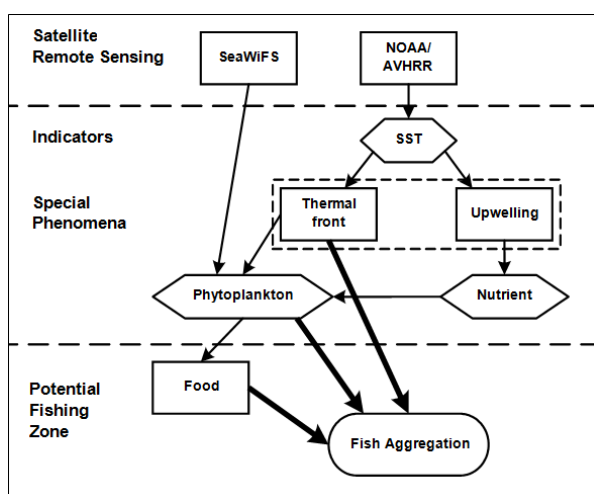 Satellite
Remote Sensing
SeaWiFS
NOAA/
AVHRR
Indicators
SST
Special
Phenomena
Thermal
front
Upwelling
Phytoplankton
Nutrient
Potential
Fishing
Zone
Food
Fish Aggregation